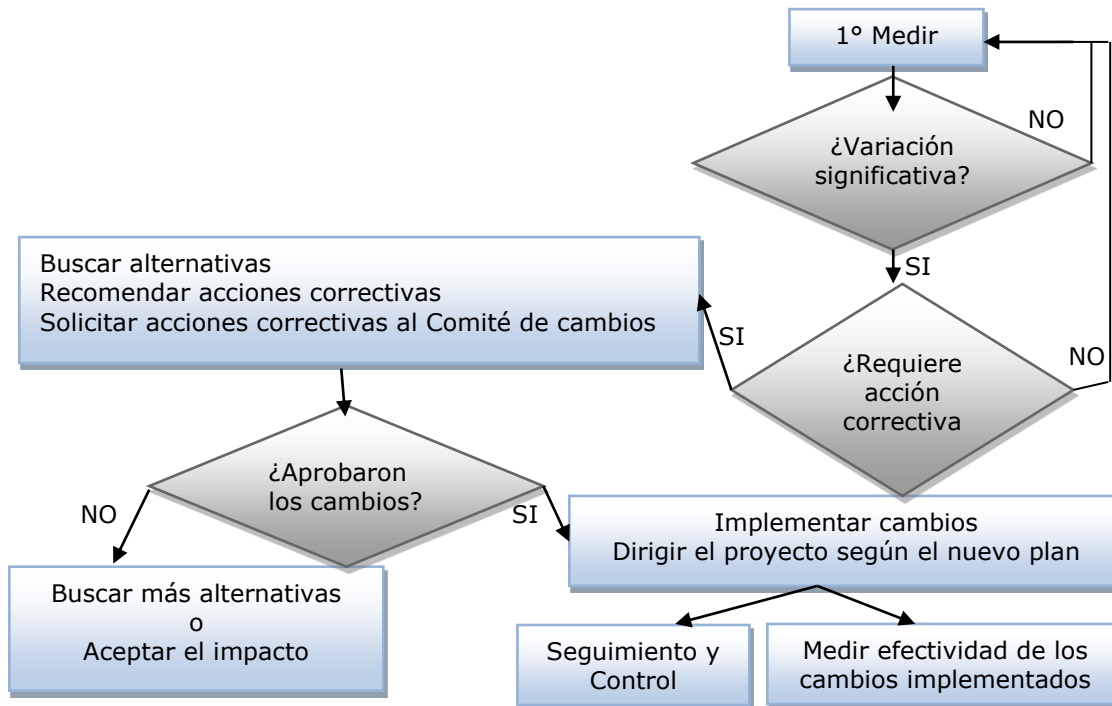 1° Medir
NO
¿Variación
significativa?
SI
¿Requiere
acción
correctiva
NO
SI
Buscar alternativas
Recomendar acciones correctivas
Solicitar acciones correctivas al Comité de cambios
¿Aprobaron
los cambios?
NO
SI
Buscar más alternativas
o
Aceptar el impacto
Implementar cambios
Dirigir el proyecto según el nuevo plan
Seguimiento y
Control
Medir efectividad de los
cambios implementados